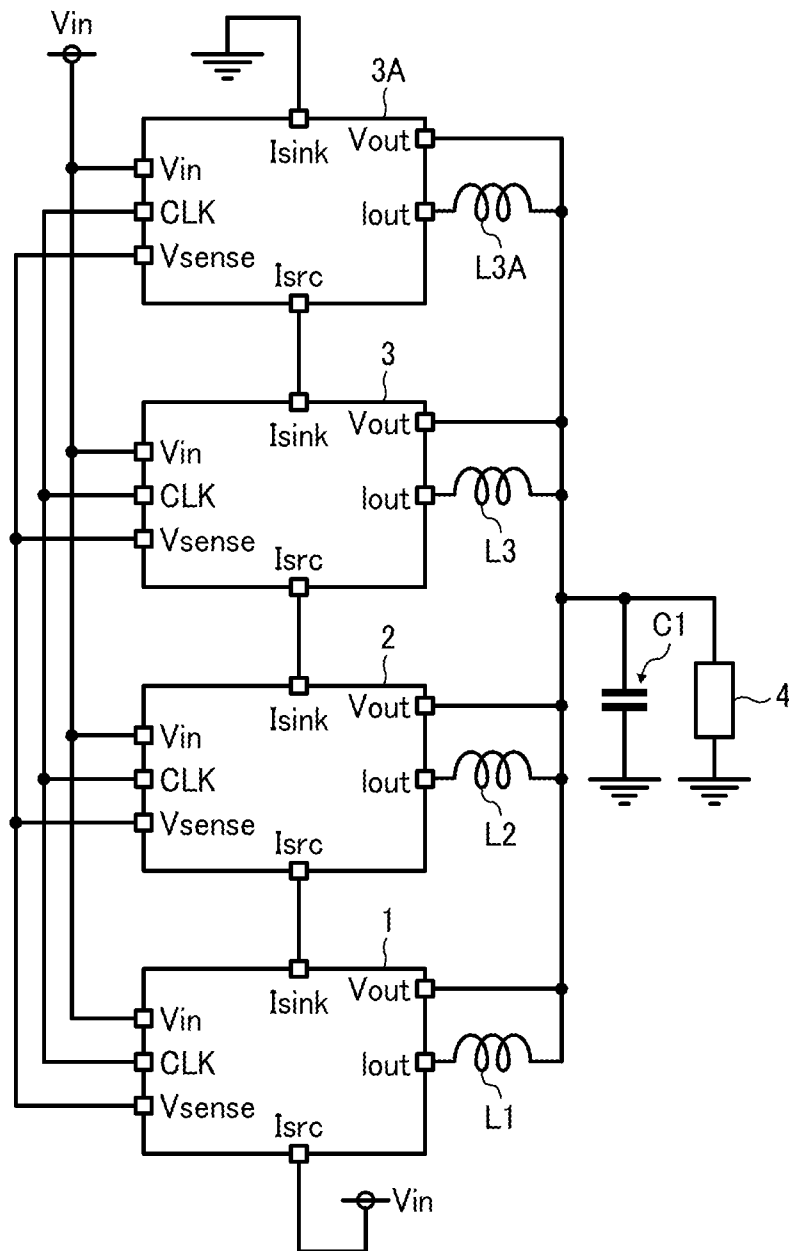 Vin
3A
Isink
Vout
Vin
CLK
Iout
Vsense
L3A
Isrc
3
Isink
Vout
Vin
CLK
Iout
Vsense
L3
Isrc
C1
4
2
Isink
Vout
Vin
CLK
Iout
Vsense
L2
Isrc
1
Isink
Vout
Vin
CLK
Iout
Vsense
L1
Isrc
Vin